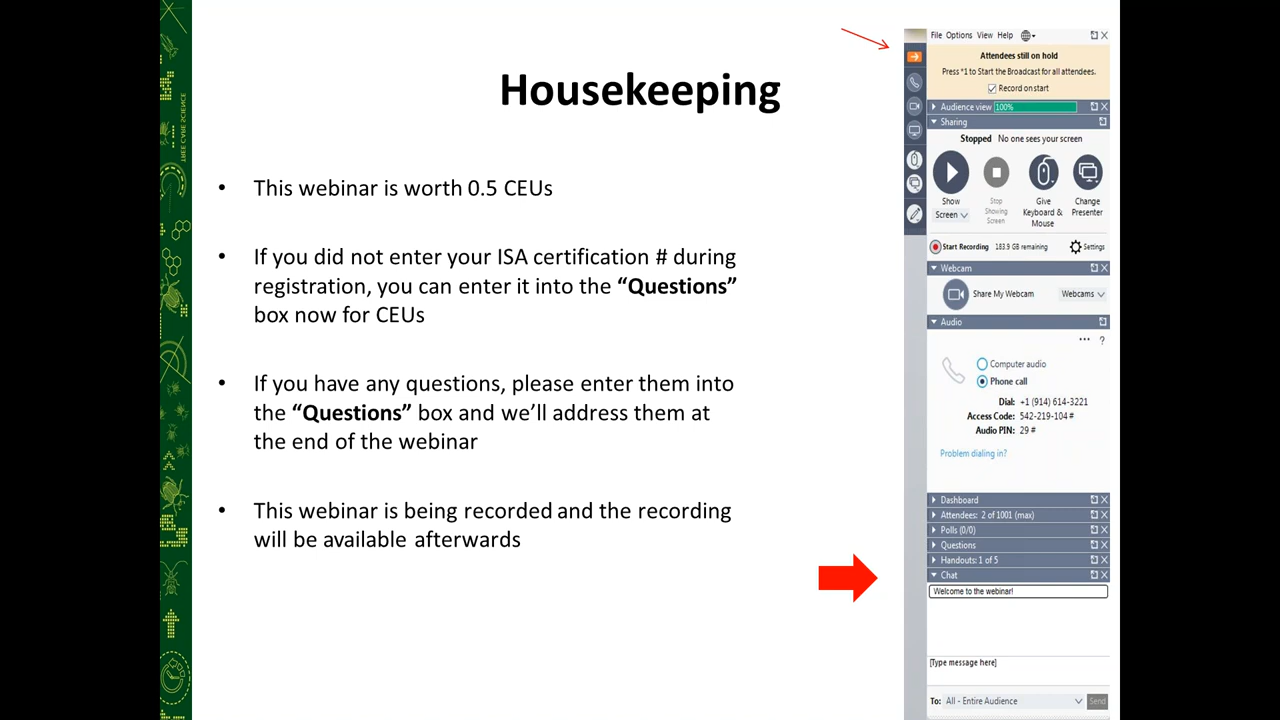 TREE CARE SCIENCE
Housekeeping
• This webinar is worth 0.5 CEUs
• If you did not enter your ISA certification # during
registration, you can enter it into the “Questions”
box now for CEUs
• If you have any questions, please enter them into
the “Questions” box and we’ll address them at
the end of the webinar
• This webinar is being recorded and the recording
will be available afterwards
File Options View Help
Attendees still on hold
Press *1 to Start the Broadcast for all attendees.
Record on start
Audience view 100%
Sharing
Stopped No one sees your screen
Show
Screen
Stop
Showing
Screen
Give
Keyboard &
Mouse
Change
Presenter
Start Recording 183.9 GB remaining Settings
Webcam
Share My Webcam Webcams
Audio
... ?
Computer audio
Phone call
Dial: +1 (914) 614-3221
Access Code: 542-219-104 #
Audio PIN: 29 #
Problem dialing in?
Dashboard
Attendees: 2 of 1001 (max)
Polls (0/0)
Questions
Handouts: 1 of 5
Chat
Welcome to the webinar!
[Type message here]
To: All - Entire Audience Send